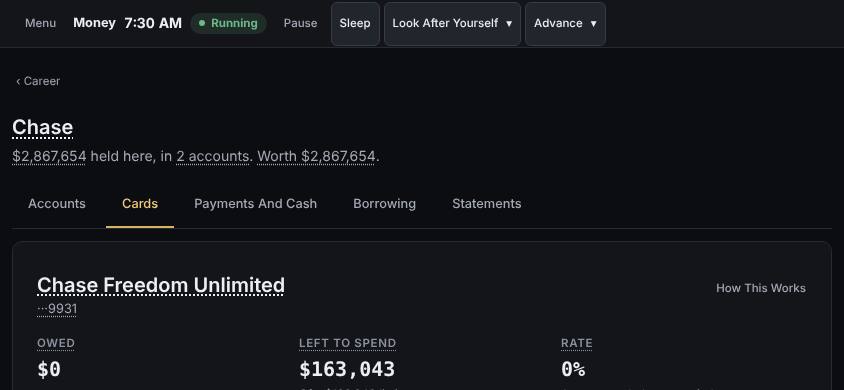 Menu Money 7:30 AM Running Pause Sleep Look After Yourself ▾ Advance ▾
‹ Career
Chase
$2,867,654 held here, in 2 accounts. Worth $2,867,654.
Accounts Cards Payments And Cash Borrowing Statements
Chase Freedom Unlimited How This Works
···9931
OWED LEFT TO SPEND RATE
$0 $163,043 0%